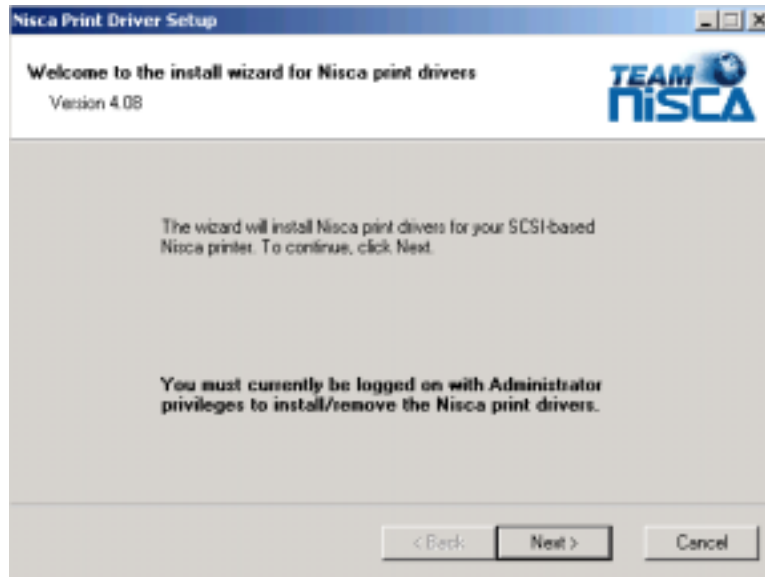 Nisca Print Driver Setup
Welcome to the install wizard for Nisca print drivers
Version 4.08
TEAM
NiSCA
The wizard will install Nisca print drivers for your SCSI-based
Nisca printer. To continue, click Next.
You must currently be logged on with Administrator
privileges to install/remove the Nisca print drivers.
< Back
Next >
Cancel